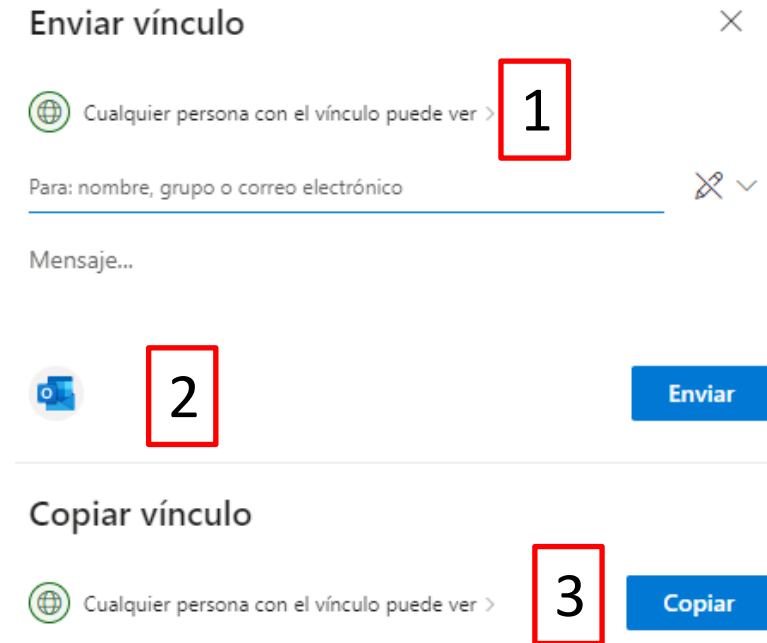 Enviar vínculo
Cualquier persona con el vínculo puede ver >
1
Para: nombre, grupo o correo electrónico
Mensaje...
2
Enviar
Copiar vínculo
Cualquier persona con el vínculo puede ver >
3
Copiar